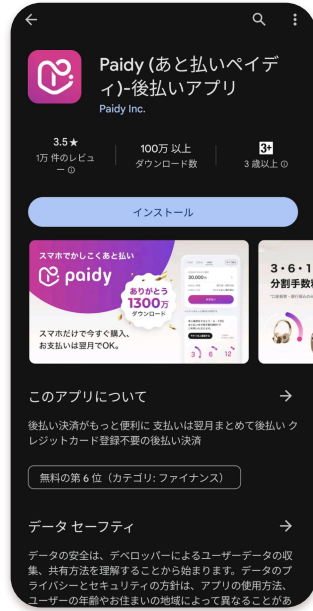 Paidy (あと払いペイデ
ィ)-後払いアプリ
Paidy Inc.
3.5★
1万 件のレビュ
ー
100万 以上
ダウンロード数
3+
3 歳以上
インストール
スマホでかしこくあと払い
paidy
ありがとう
1300万
ダウンロード
スマホだけで今すぐ購入、
お支払いは翌月でOK。
30,000
3 6 12
3・6・1
分割手数
このアプリについて
後払い決済がもっと便利に 支払いは翌月まとめて後払い ク
レジットカード登録不要の後払い決済
無料の第 6 位（カテゴリ: ファイナンス）
データ セーフティ
データの安全は、デベロッパーによるユーザーデータの収
集、共有方法を理解することから始まります。データのプ
ライバシーとセキュリティの方針は、アプリの使用方法、
ユーザーの年齢やお住まいの地域によって異なることがあ